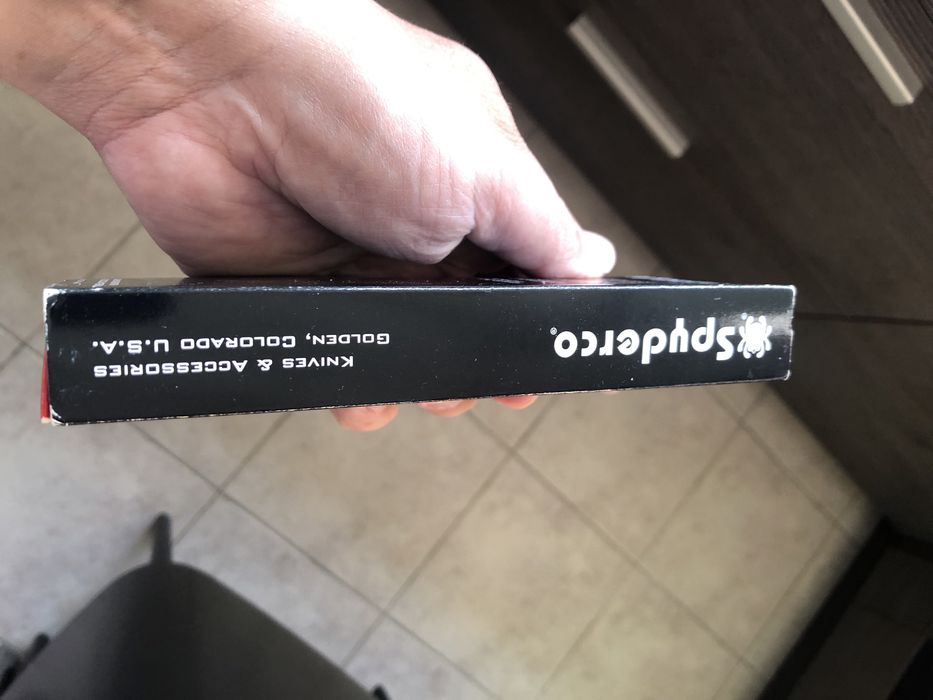 Spyderco®
KNIVES & ACCESSORIES
GOLDEN, COLORADO U.S.A.